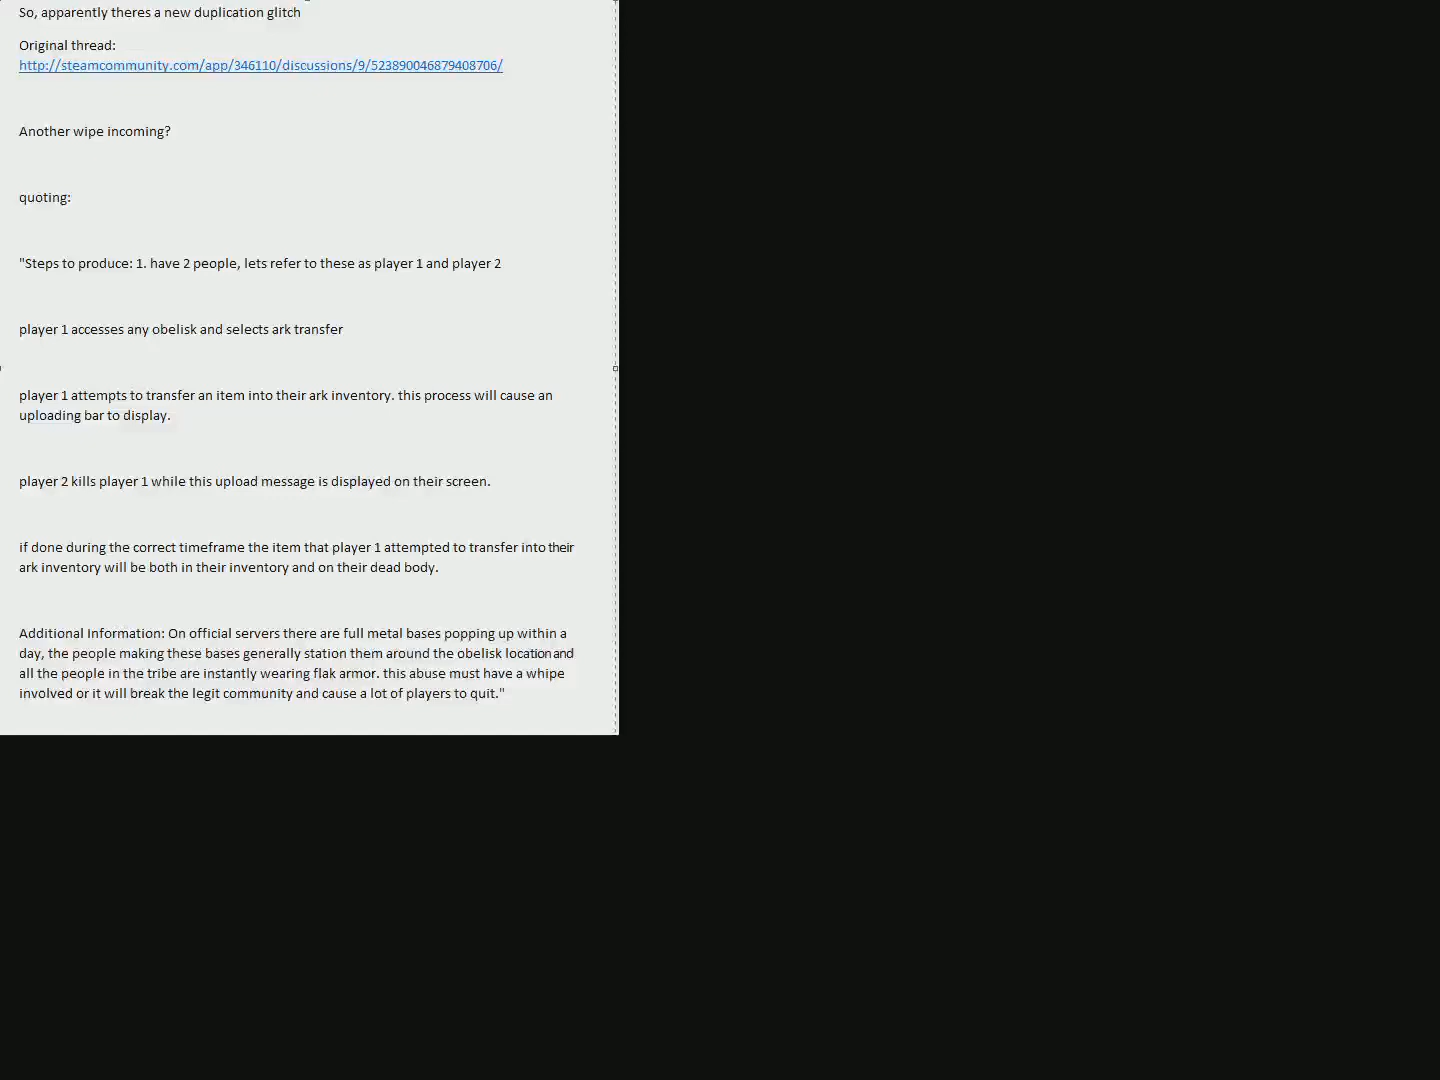 So, apparently theres a new duplication glitch
Original thread:
http://steamcommunity.com/app/346110/discussions/9/523890046879408706/
Another wipe incoming?
quoting:
"Steps to produce: 1. have 2 people, lets refer to these as player 1 and player 2
player 1 accesses any obelisk and selects ark transfer
player 1 attempts to transfer an item into their ark inventory. this process will cause an
uploading bar to display.
player 2 kills player 1 while this upload message is displayed on their screen.
if done during the correct timeframe the item that player 1 attempted to transfer into their
ark inventory will be both in their inventory and on their dead body.
Additional Information: On official servers there are full metal bases popping up within a
day, the people making these bases generally station them around the obelisk location and
all the people in the tribe are instantly wearing flak armor. this abuse must have a whipe
involved or it will break the legit community and cause a lot of players to quit."